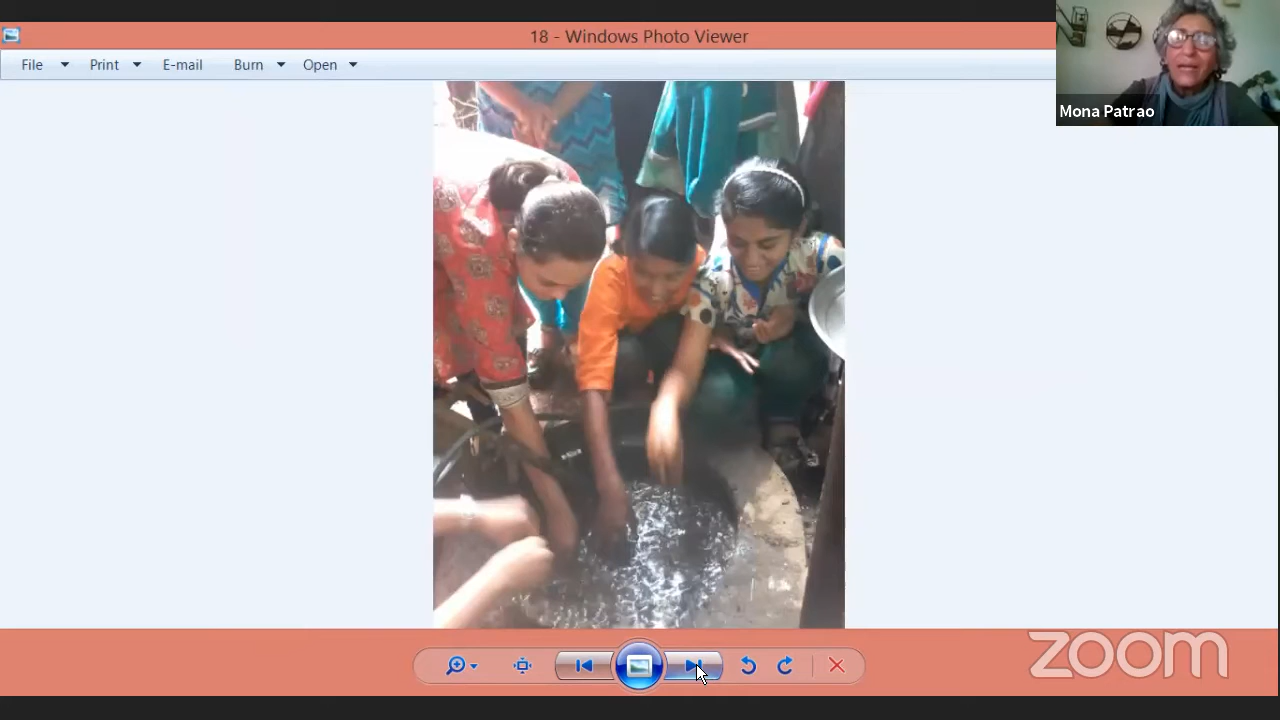 18 - Windows Photo Viewer
File Print E-mail Burn Open
Mona Patrao
zoom